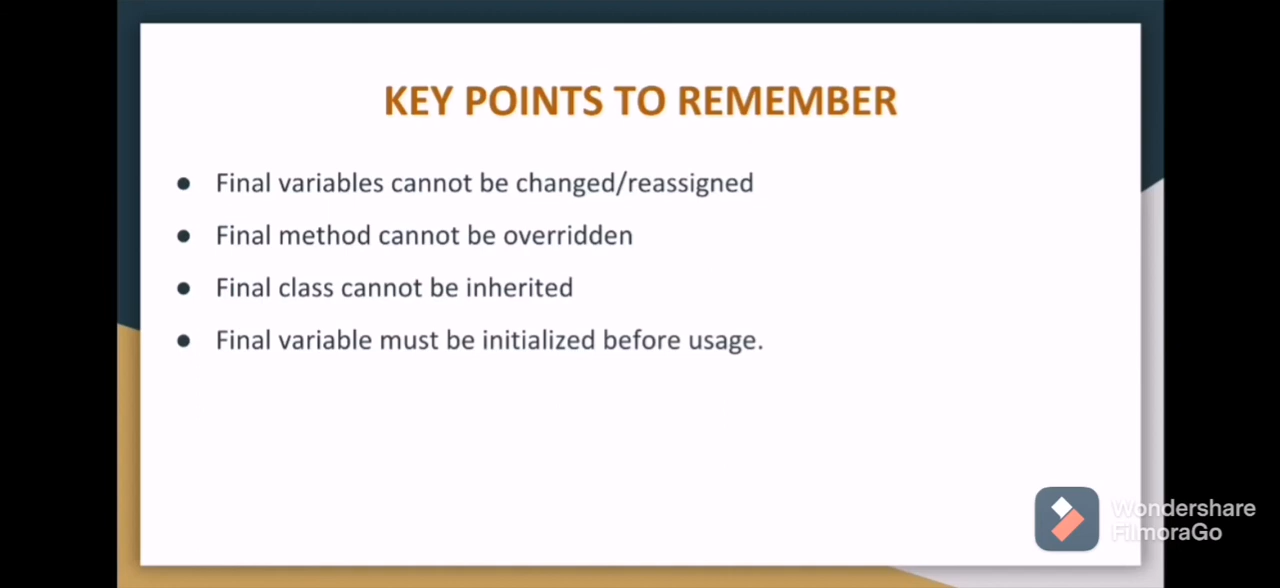 KEY POINTS TO REMEMBER
● Final variables cannot be changed/reassigned
● Final method cannot be overridden
● Final class cannot be inherited
● Final variable must be initialized before usage.
Wondershare
FilmoraGo